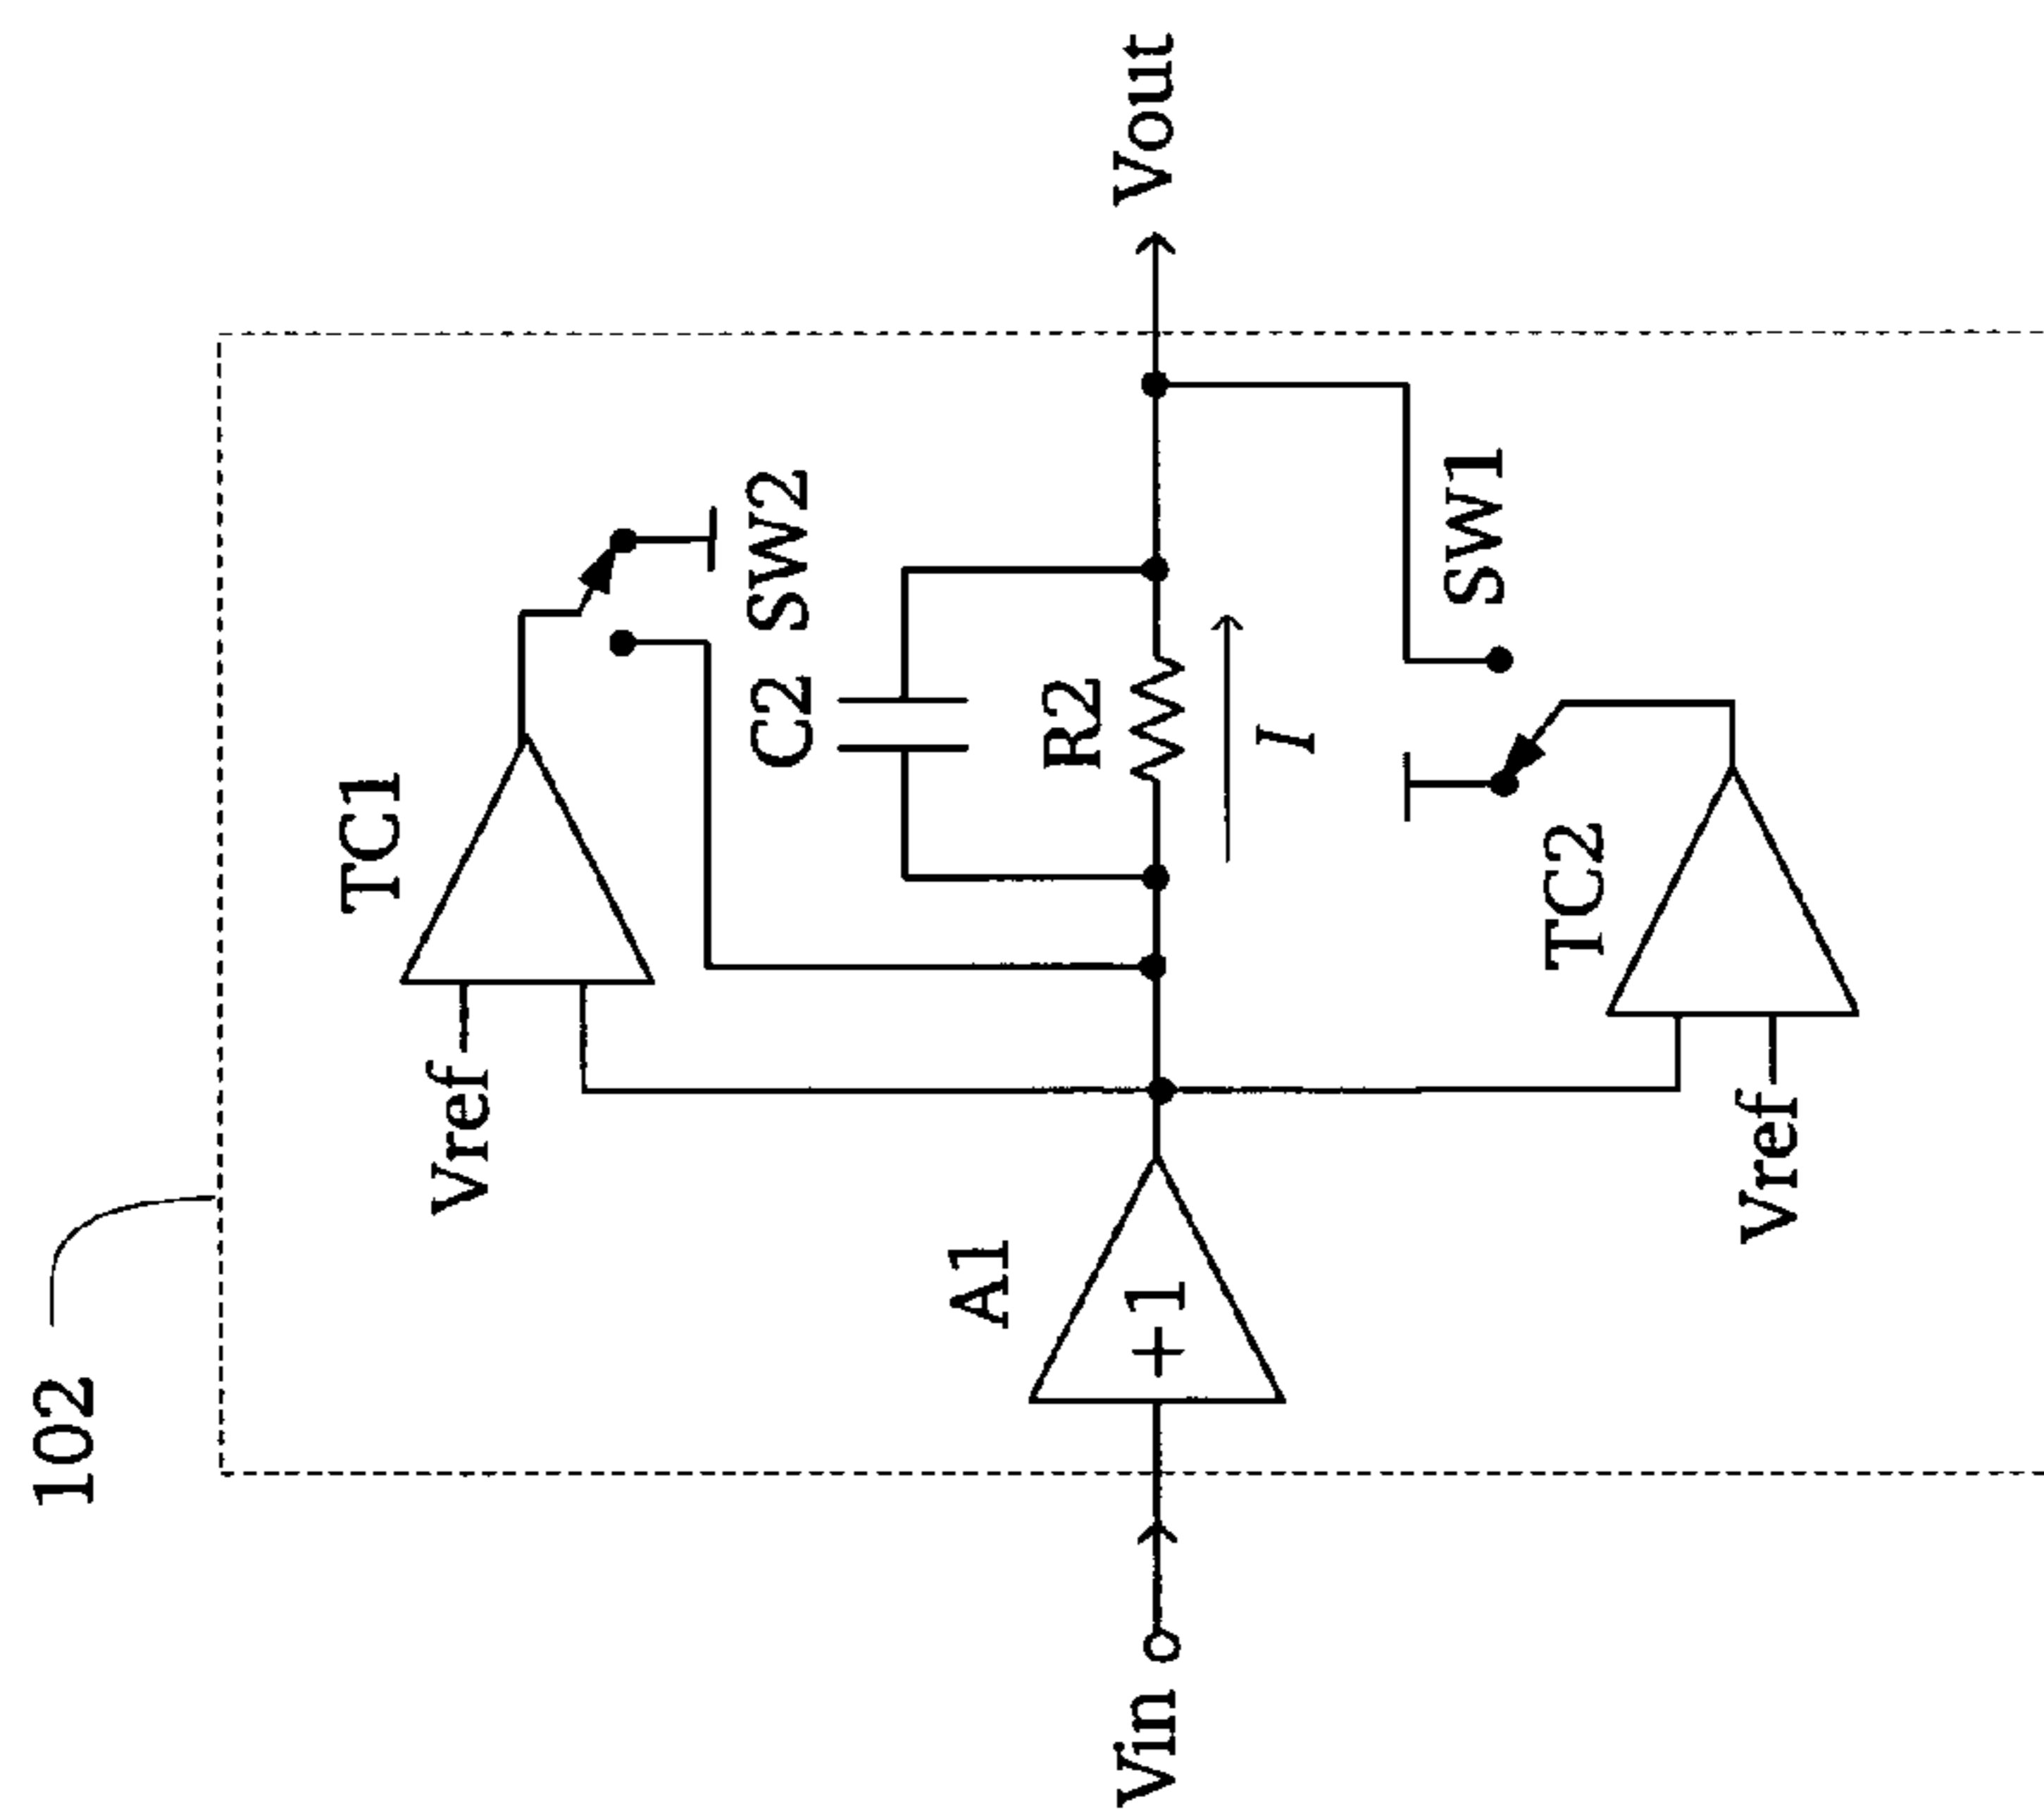 102
TC1
Vref
SW2
C2
A1
+1
R2
Vin
Vout
I
SW1
TC2
Vref